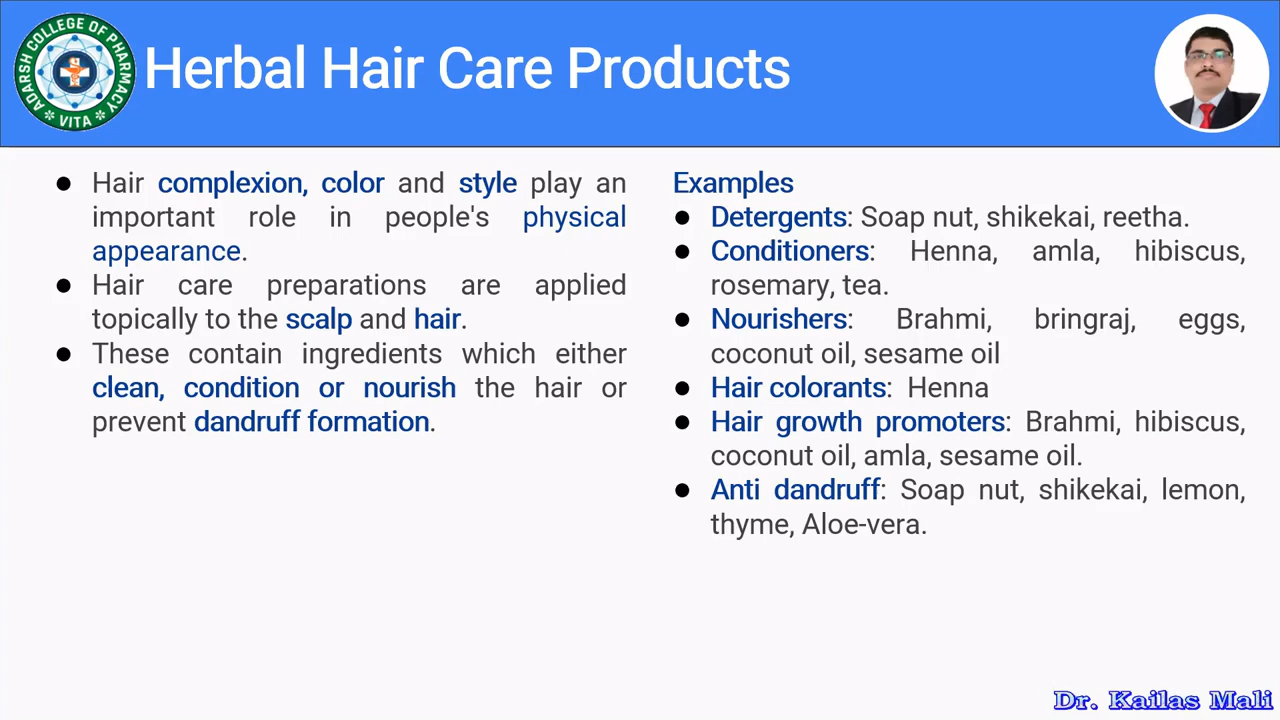 ADARSH COLLEGE OF PHARMACY
VITA
Herbal Hair Care Products
● Hair complexion, color and style play an
important role in people's physical
appearance.
● Hair care preparations are applied
topically to the scalp and hair.
● These contain ingredients which either
clean, condition or nourish the hair or
prevent dandruff formation.
Examples
● Detergents: Soap nut, shikekai, reetha.
● Conditioners: Henna, amla, hibiscus,
rosemary, tea.
● Nourishers: Brahmi, bringraj, eggs,
coconut oil, sesame oil
● Hair colorants: Henna
● Hair growth promoters: Brahmi, hibiscus,
coconut oil, amla, sesame oil.
● Anti dandruff: Soap nut, shikekai, lemon,
thyme, Aloe-vera.
Dr. Kailas Mali